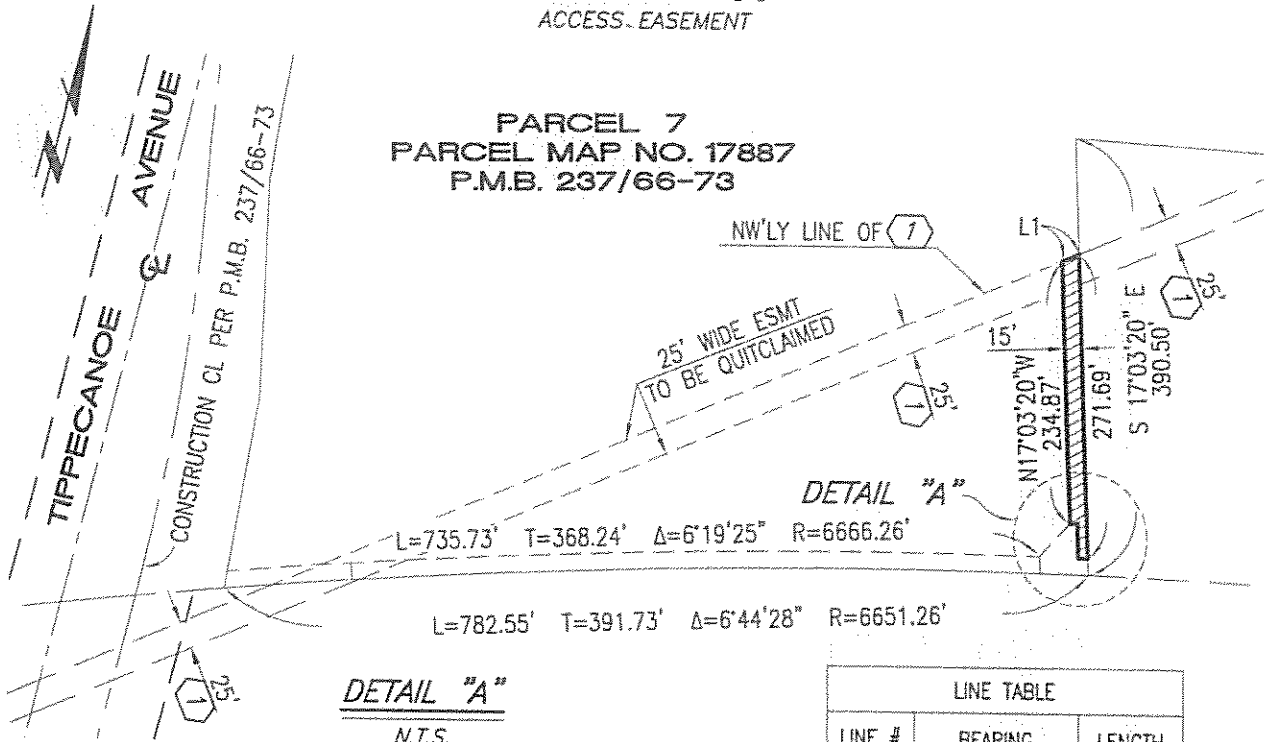 ACCESS EASEMENT
PARCEL 7
PARCEL MAP NO. 17887
P.M.B. 237/66-73
TIPPECANOE AVENUE
CONSTRUCTION CL PER P.M.B. 237/66-73
NW'LY LINE OF 1
L1
25' WIDE ESMT
TO BE QUITCLAIMED
1 25'
1 25'
15'
N17°03'20"W
234.87'
271.69'
S 17°03'20" E
390.50'
DETAIL "A"
L=735.73' T=368.24' Δ=6°19'25" R=6666.26'
L=782.55' T=391.73' Δ=6°44'28" R=6651.26'
1 25'
DETAIL "A"
N.T.S.
LINE TABLE
LINE # BEARING LENGTH